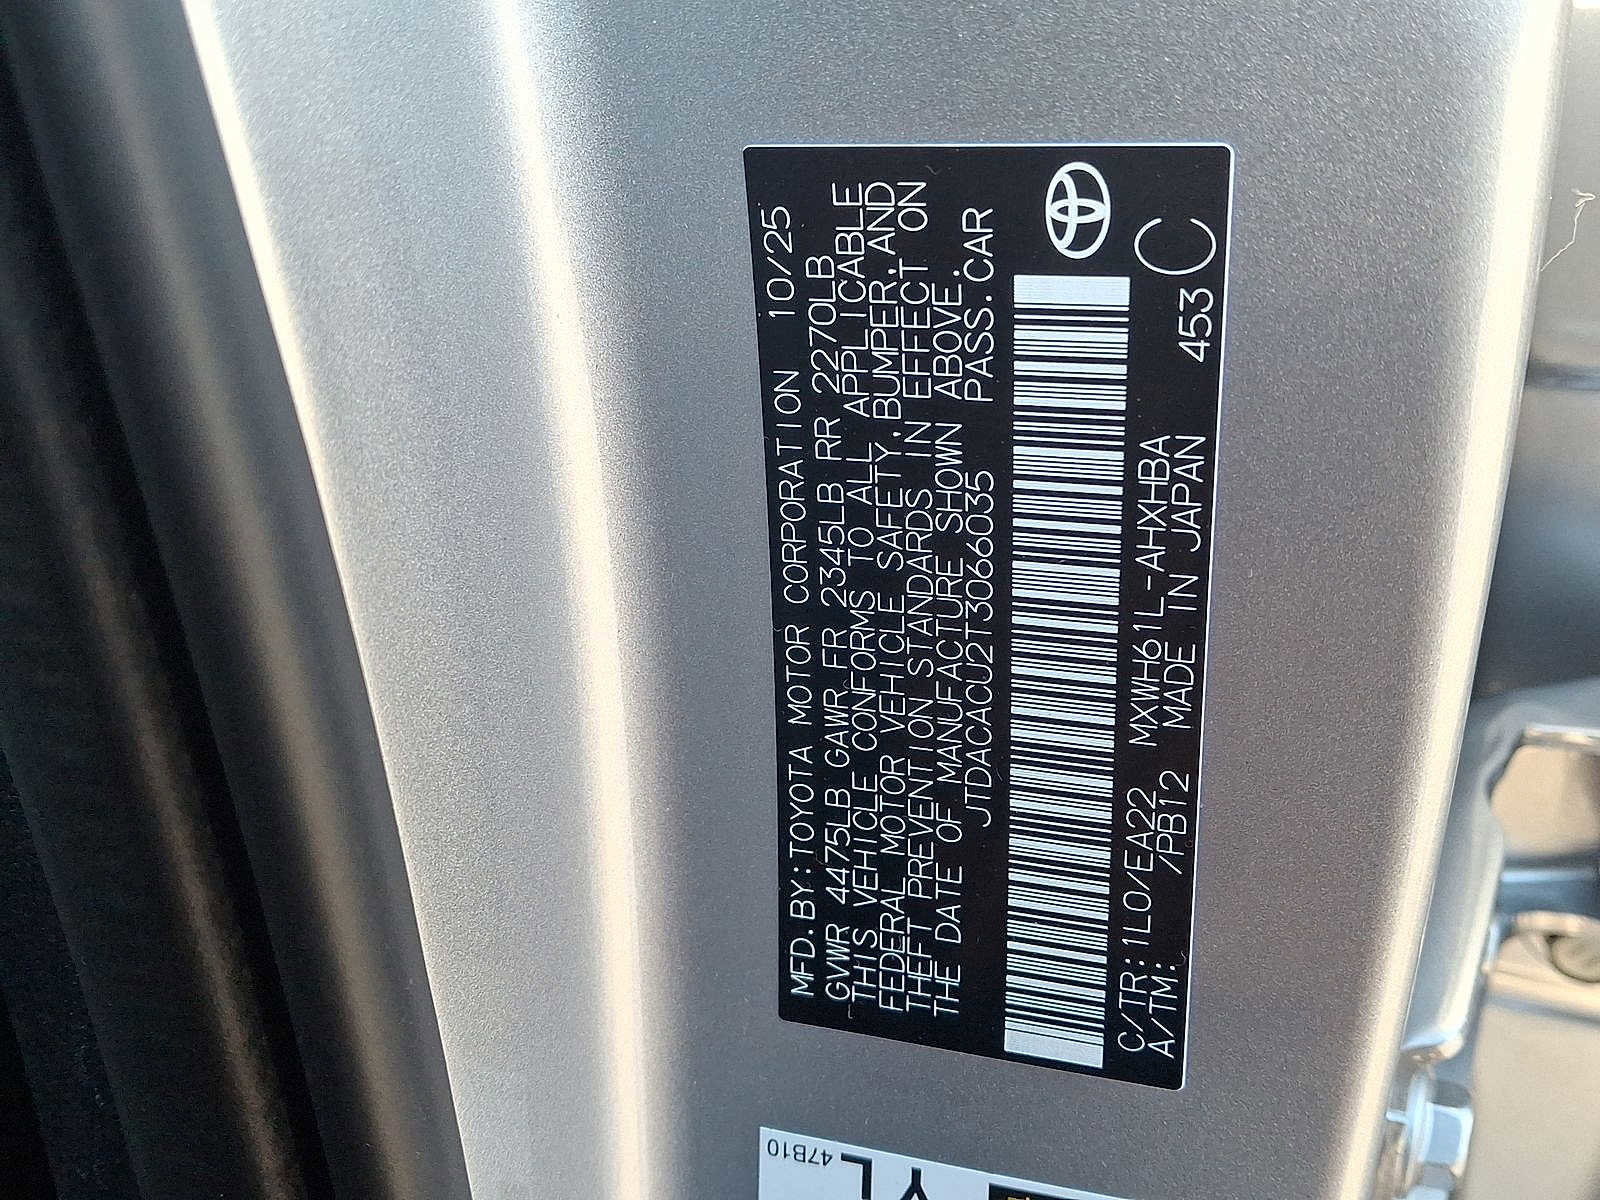 MFD.BY:TOYOTA MOTOR CORPORATION 10/25
GVWR 4475LB GAWR FR 2345LB RR 2270LB
THIS VEHICLE CONFORMS TO ALL APPLICABLE
FEDERAL MOTOR VEHICLE SAFETY,BUMPER,AND
THEFT PREVENTION STANDARDS IN EFFECT ON
THE DATE OF MANUFACTURE SHOWN ABOVE.
JTDACACU2T3066035 PASS.CAR
C/TR:1L0/EA22 MXWH61L-AHXHBA
A/TM: /PB12 MADE IN JAPAN 453 C
47B10
YL